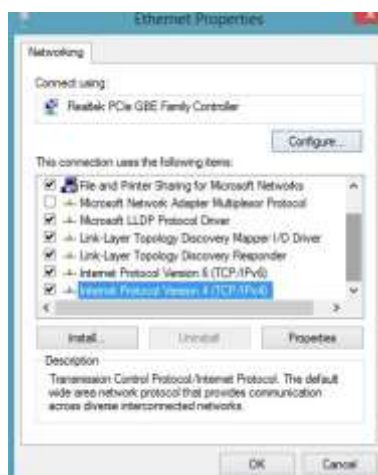 Ethernet Properties
Networking
Connect using:
Realtek PCIe GBE Family Controller
Configure...
This connection uses the following items:
File and Printer Sharing for Microsoft Networks
Microsoft Network Adapter Multiplexor Protocol
Microsoft LLDP Protocol Driver
Link-Layer Topology Discovery Mapper I/O Driver
Link-Layer Topology Discovery Responder
Internet Protocol Version 6 (TCP/IPv6)
Internet Protocol Version 4 (TCP/IPv4)
Install...
Uninstall
Properties
Description
Transmission Control Protocol/Internet Protocol. The default
wide area network protocol that provides communication
across diverse interconnected networks.
OK
Cancel